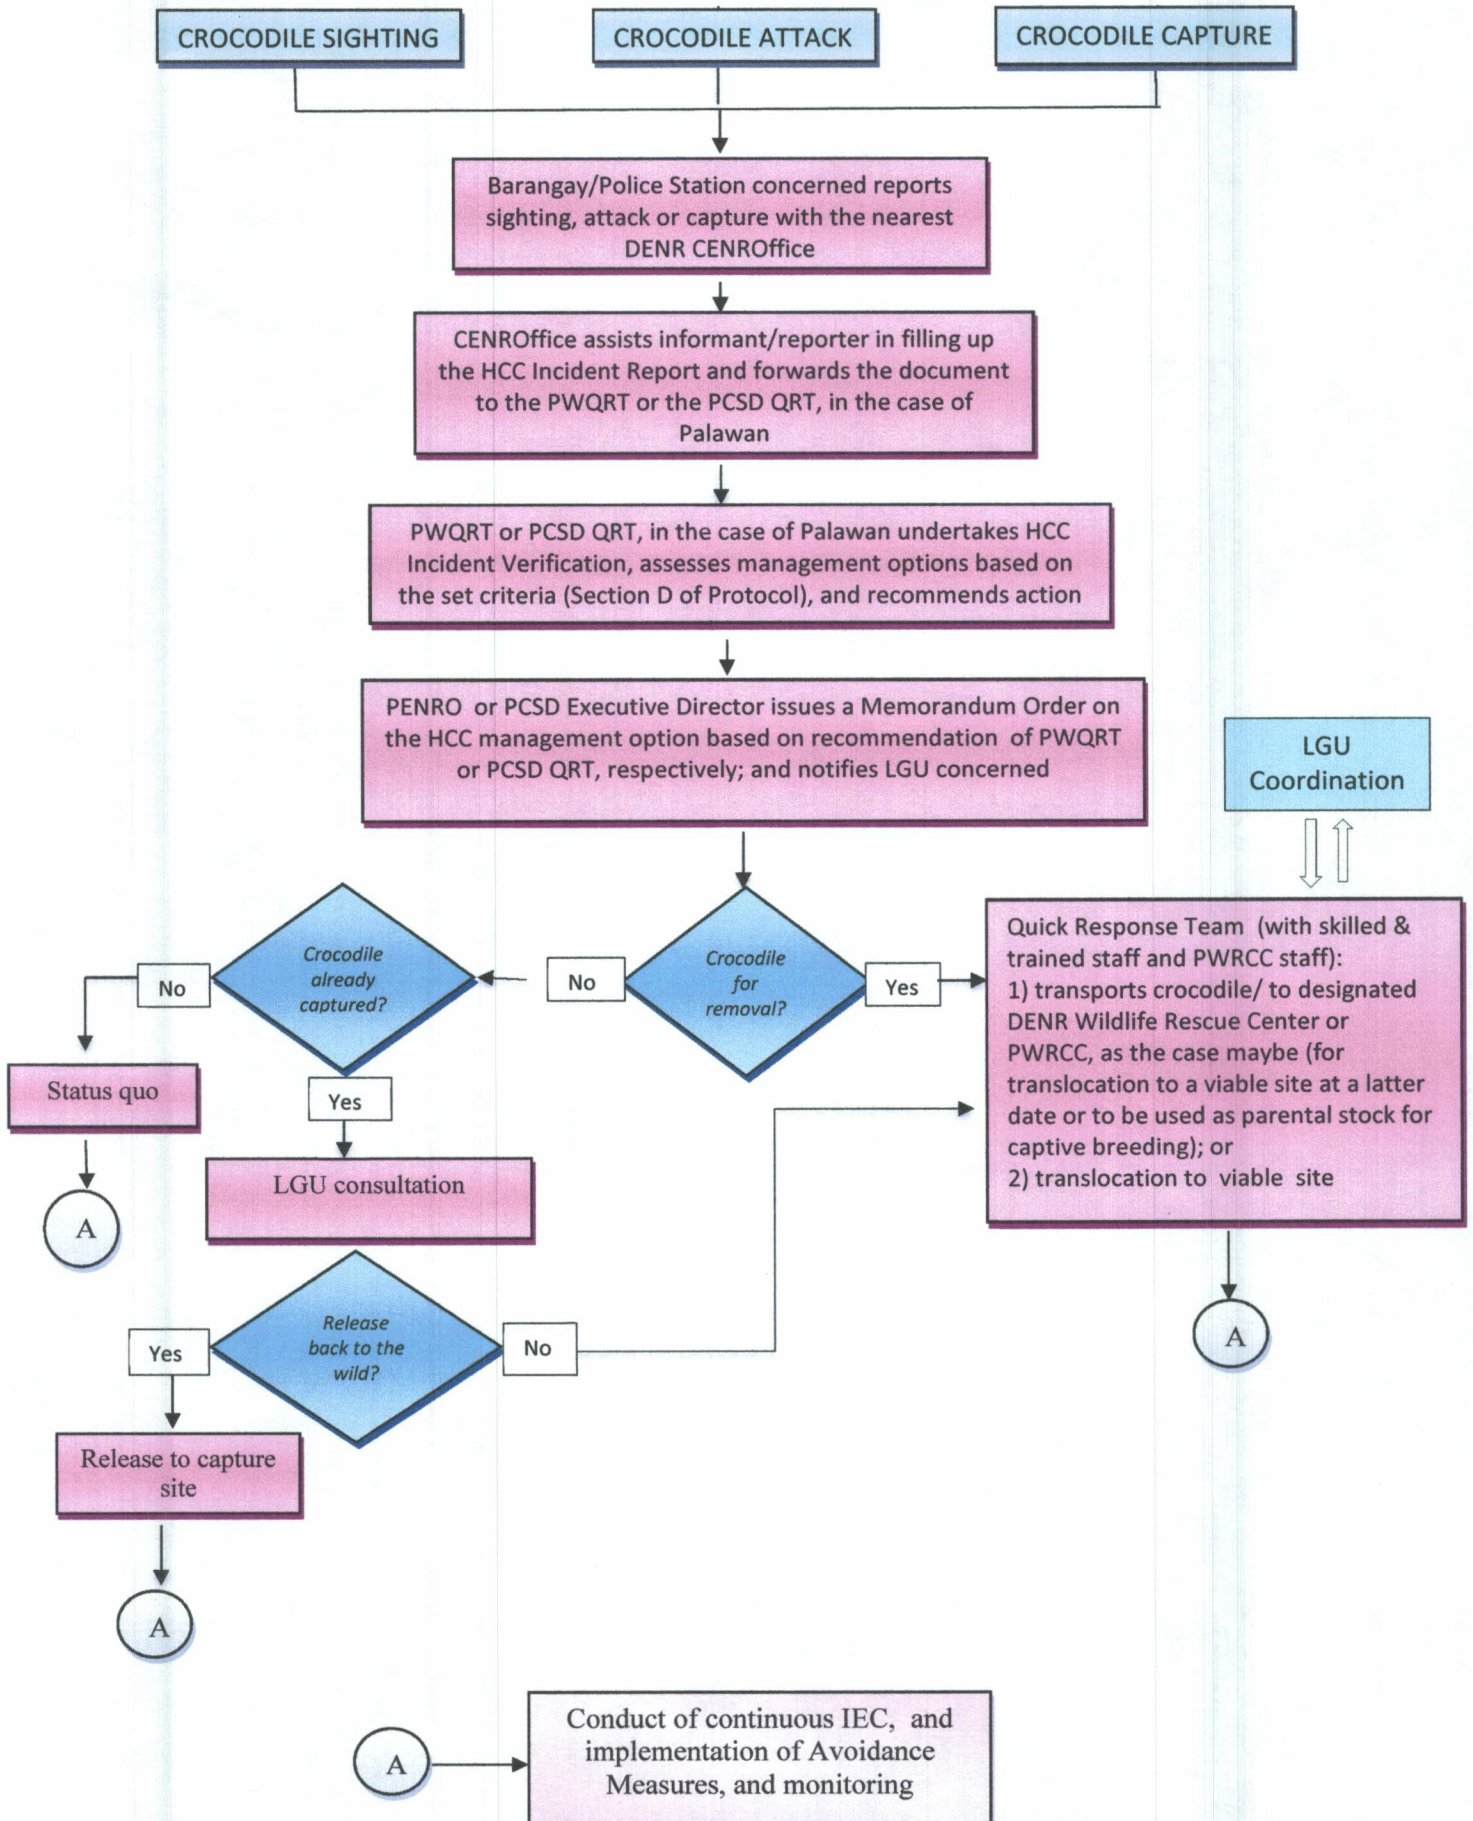 CROCODILE SIGHTING
CROCODILE ATTACK
CROCODILE CAPTURE
Barangay/Police Station concerned reports
sighting, attack or capture with the nearest
DENR CENROffice
CENROffice assists informant/reporter in filling up
the HCC Incident Report and forwards the document
to the PWQRT or the PCSD QRT, in the case of
Palawan
PWQRT or PCSD QRT, in the case of Palawan undertakes HCC
Incident Verification, assesses management options based on
the set criteria (Section D of Protocol), and recommends action
PENRO or PCSD Executive Director issues a Memorandum Order on
the HCC management option based on recommendation of PWQRT
or PCSD QRT, respectively; and notifies LGU concerned
LGU
Coordination
Crocodile
for
removal?
Yes
No
Quick Response Team (with skilled &
trained staff and PWRCC staff):
1) transports crocodile/ to designated
DENR Wildlife Rescue Center or
PWRCC, as the case maybe (for
translocation to a viable site at a latter
date or to be used as parental stock for
captive breeding); or
2) translocation to viable site
A
Crocodile
already
captured?
No
Status quo
A
Yes
LGU consultation
Release
back to the
wild?
No
Yes
Release to capture
site
A
A
Conduct of continuous IEC, and
implementation of Avoidance
Measures, and monitoring